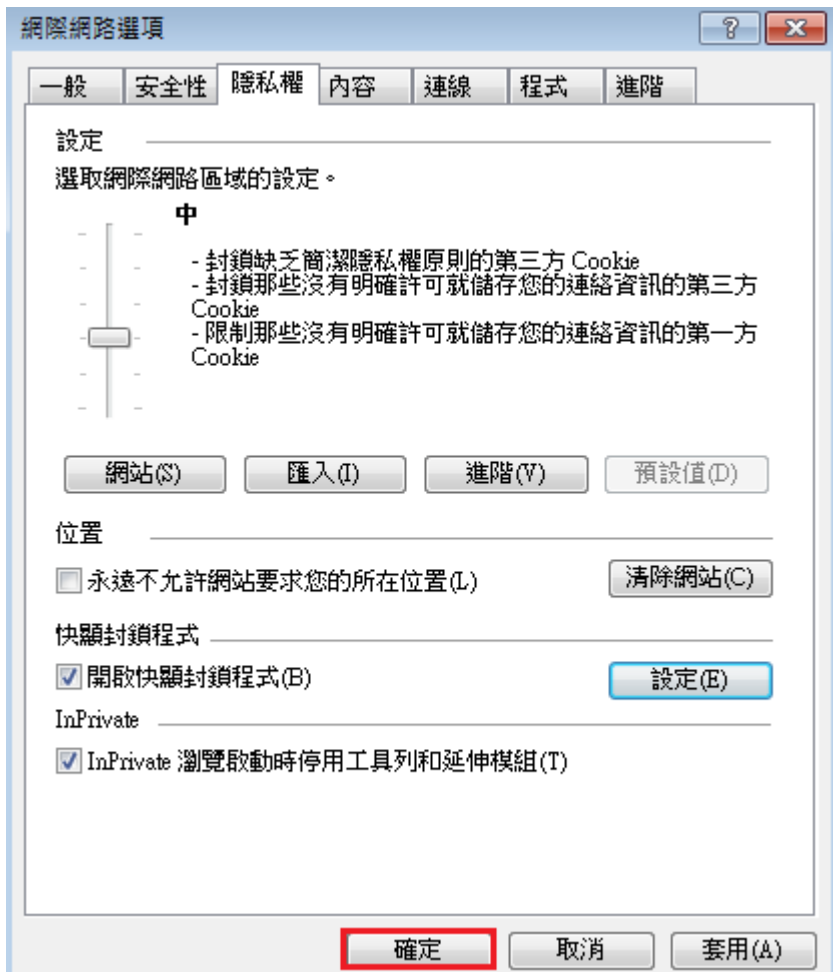 網際網路選項
一般 安全性 隱私權 內容 連線 程式 進階
設定
選取網際網路區域的設定。
中
- 封鎖缺乏簡潔隱私權原則的第三方 Cookie
- 封鎖那些沒有明確許可就儲存您的連絡資訊的第三方
Cookie
- 限制那些沒有明確許可就儲存您的連絡資訊的第一方
Cookie
網站(S) 匯入(I) 進階(V) 預設值(D)
位置
永遠不允許網站要求您的所在位置(L) 清除網站(C)
快顯封鎖程式
開啟快顯封鎖程式(B) 設定(E)
InPrivate
InPrivate 瀏覽啟動時停用工具列和延伸模組(T)
確定 取消 套用(A)